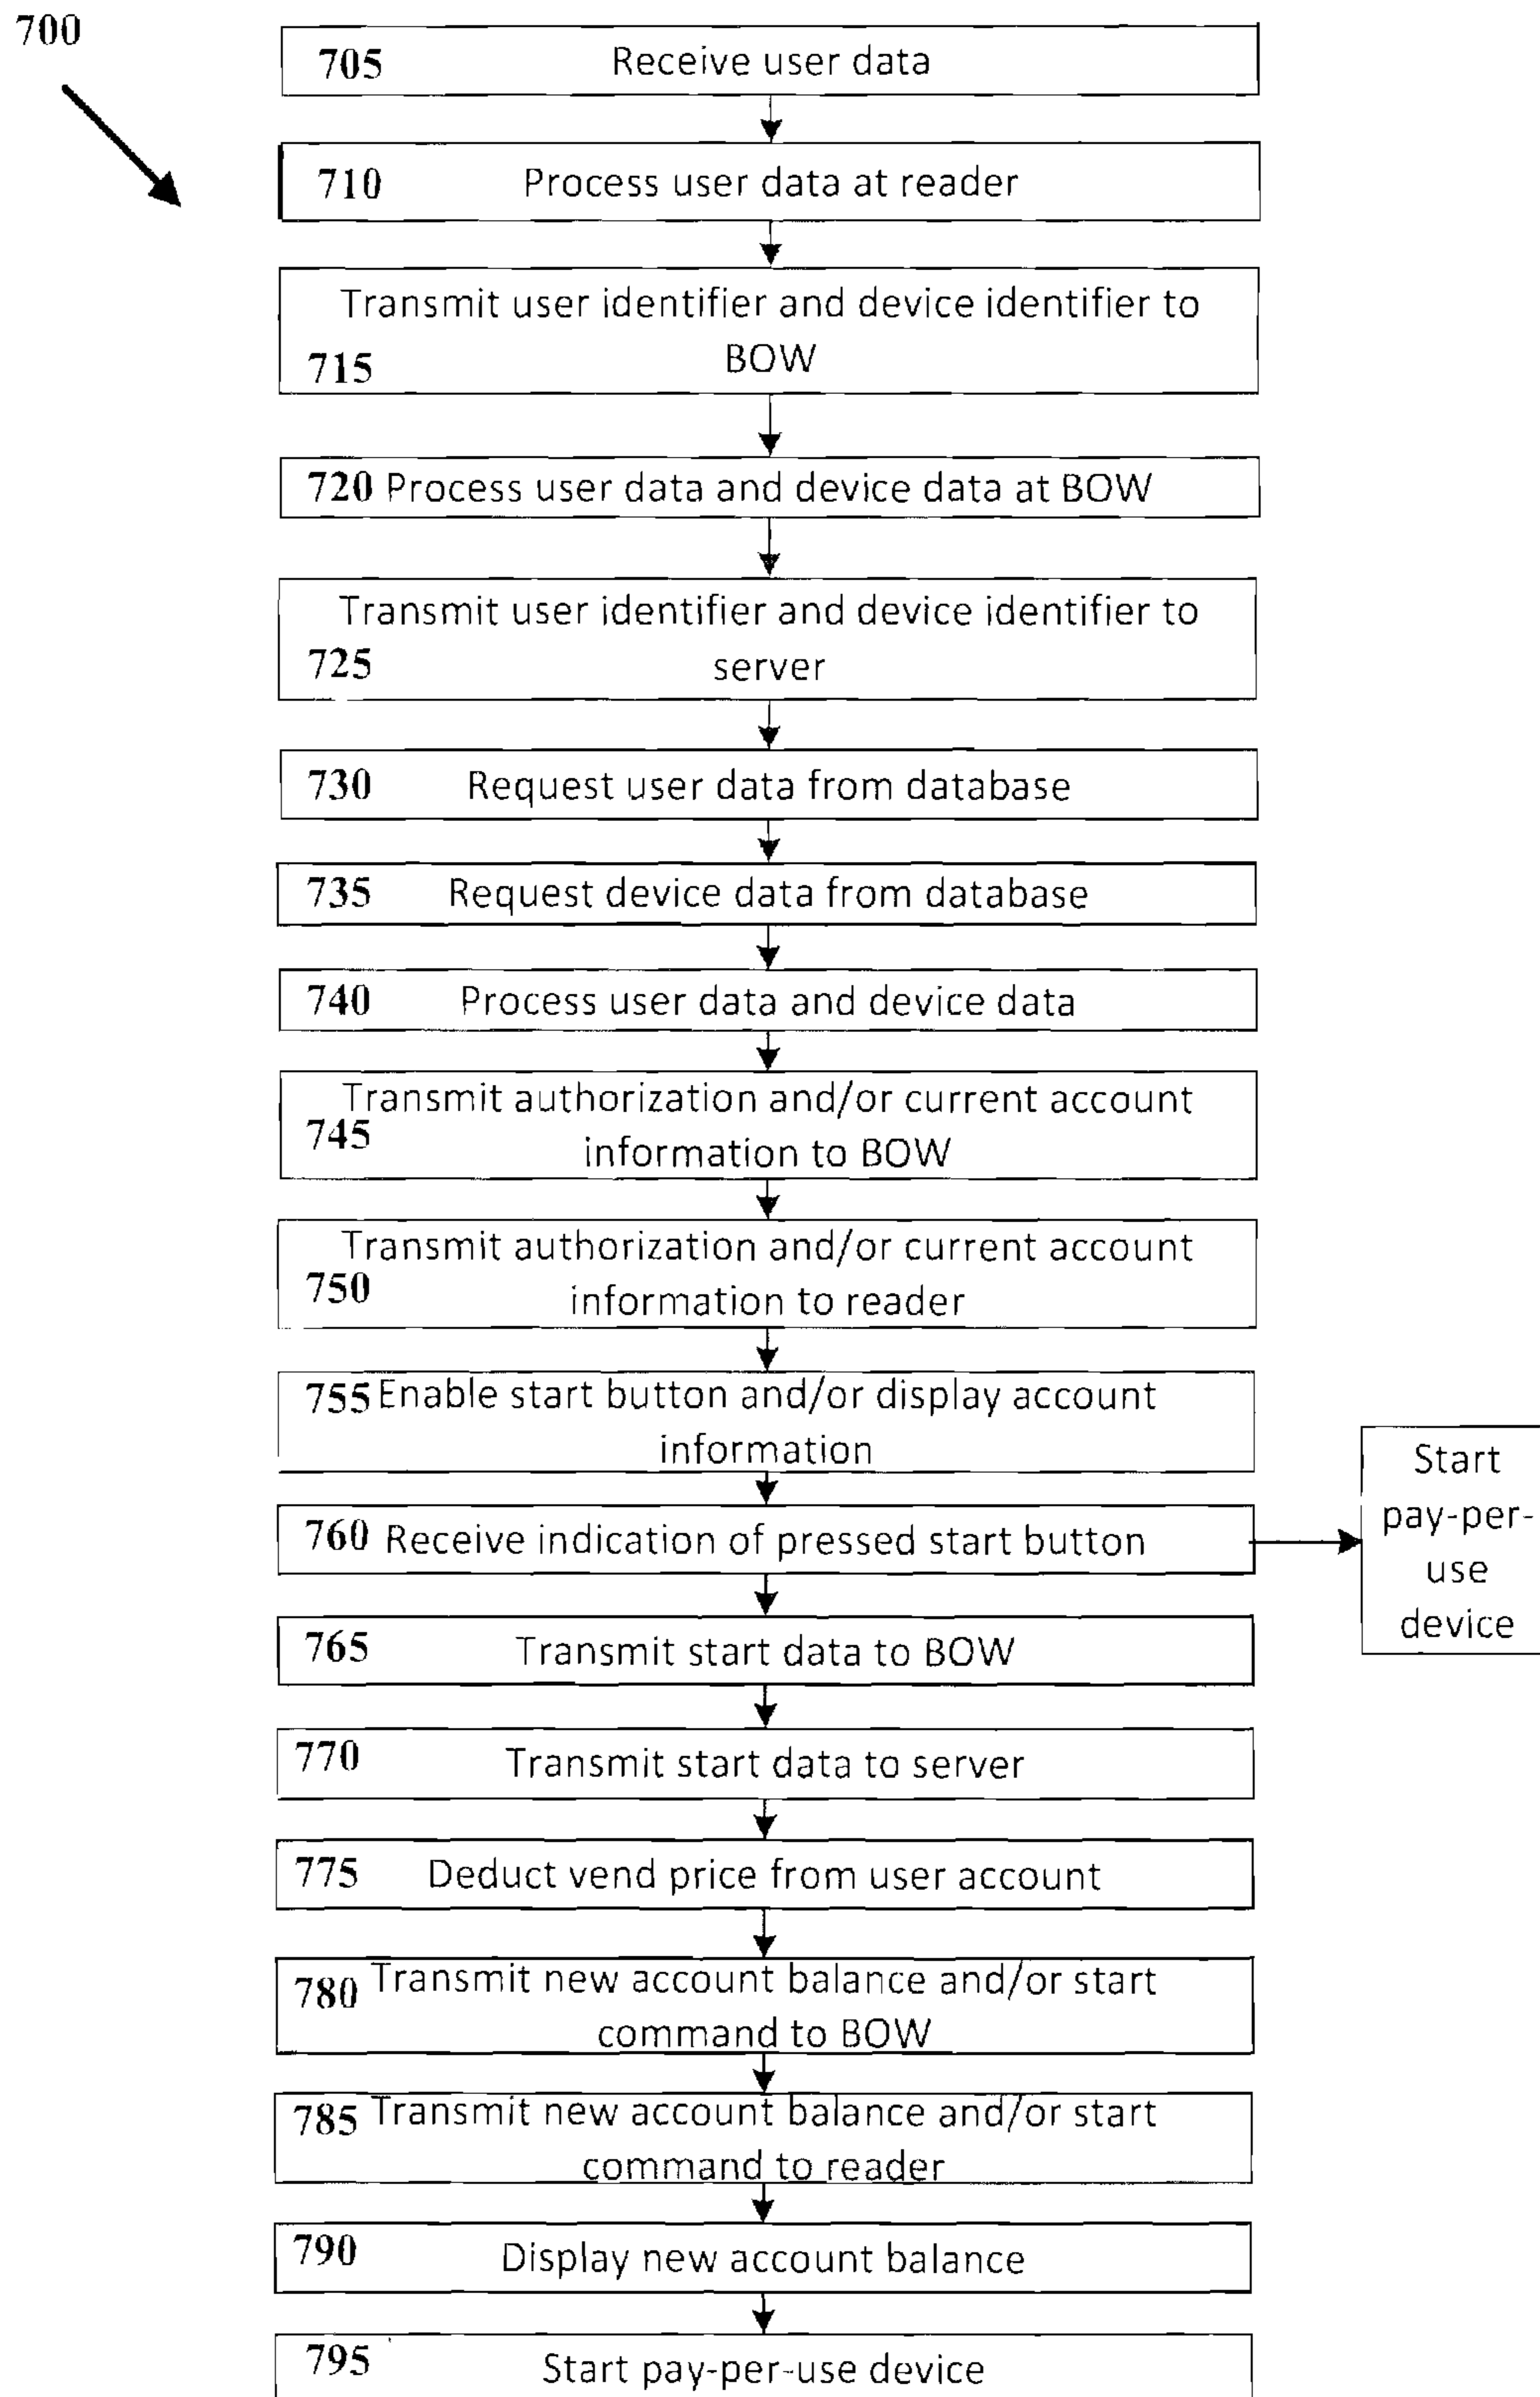 700
705 Receive user data
710 Process user data at reader
Transmit user identifier and device identifier to
715 BOW
720 Process user data and device data at BOW
Transmit user identifier and device identifier to
725 server
730 Request user data from database
735 Request device data from database
740 Process user data and device data
Transmit authorization and/or current account
745 information to BOW
Transmit authorization and/or current account
750 information to reader
755 Enable start button and/or display account
information
760 Receive indication of pressed start button
Start
pay-per-
use
device
765 Transmit start data to BOW
770 Transmit start data to server
775 Deduct vend price from user account
780 Transmit new account balance and/or start
command to BOW
785 Transmit new account balance and/or start
command to reader
790 Display new account balance
795 Start pay-per-use device